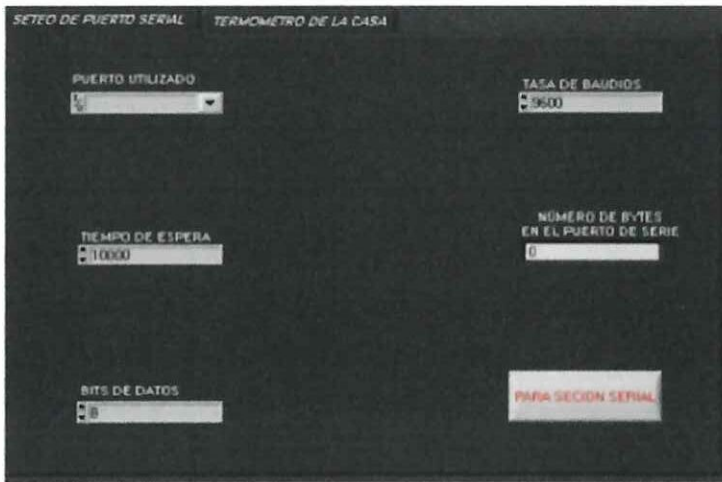 SETEO DE PUERTO SERIAL
TERMOMETRO DE LA CASA
PUERTO UTILIZADO
TASA DE BAUDIOS
9600
TIEMPO DE ESPERA
10000
NÚMERO DE BYTES
EN EL PUERTO DE SERIE
0
BITS DE DATOS
8
PARA SECION SERIAL